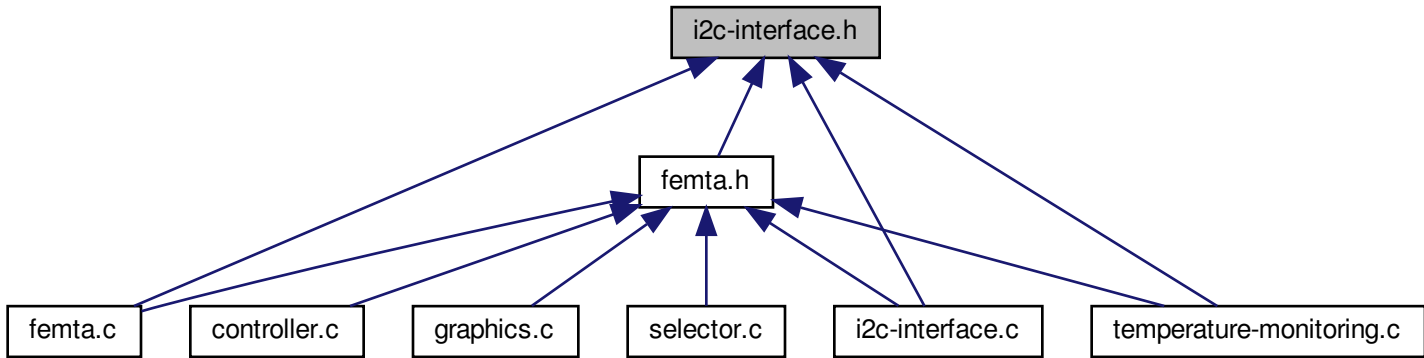 i2c-interface.h
femta.h
femta.c
controller.c
graphics.c
selector.c
i2c-interface.c
temperature-monitoring.c